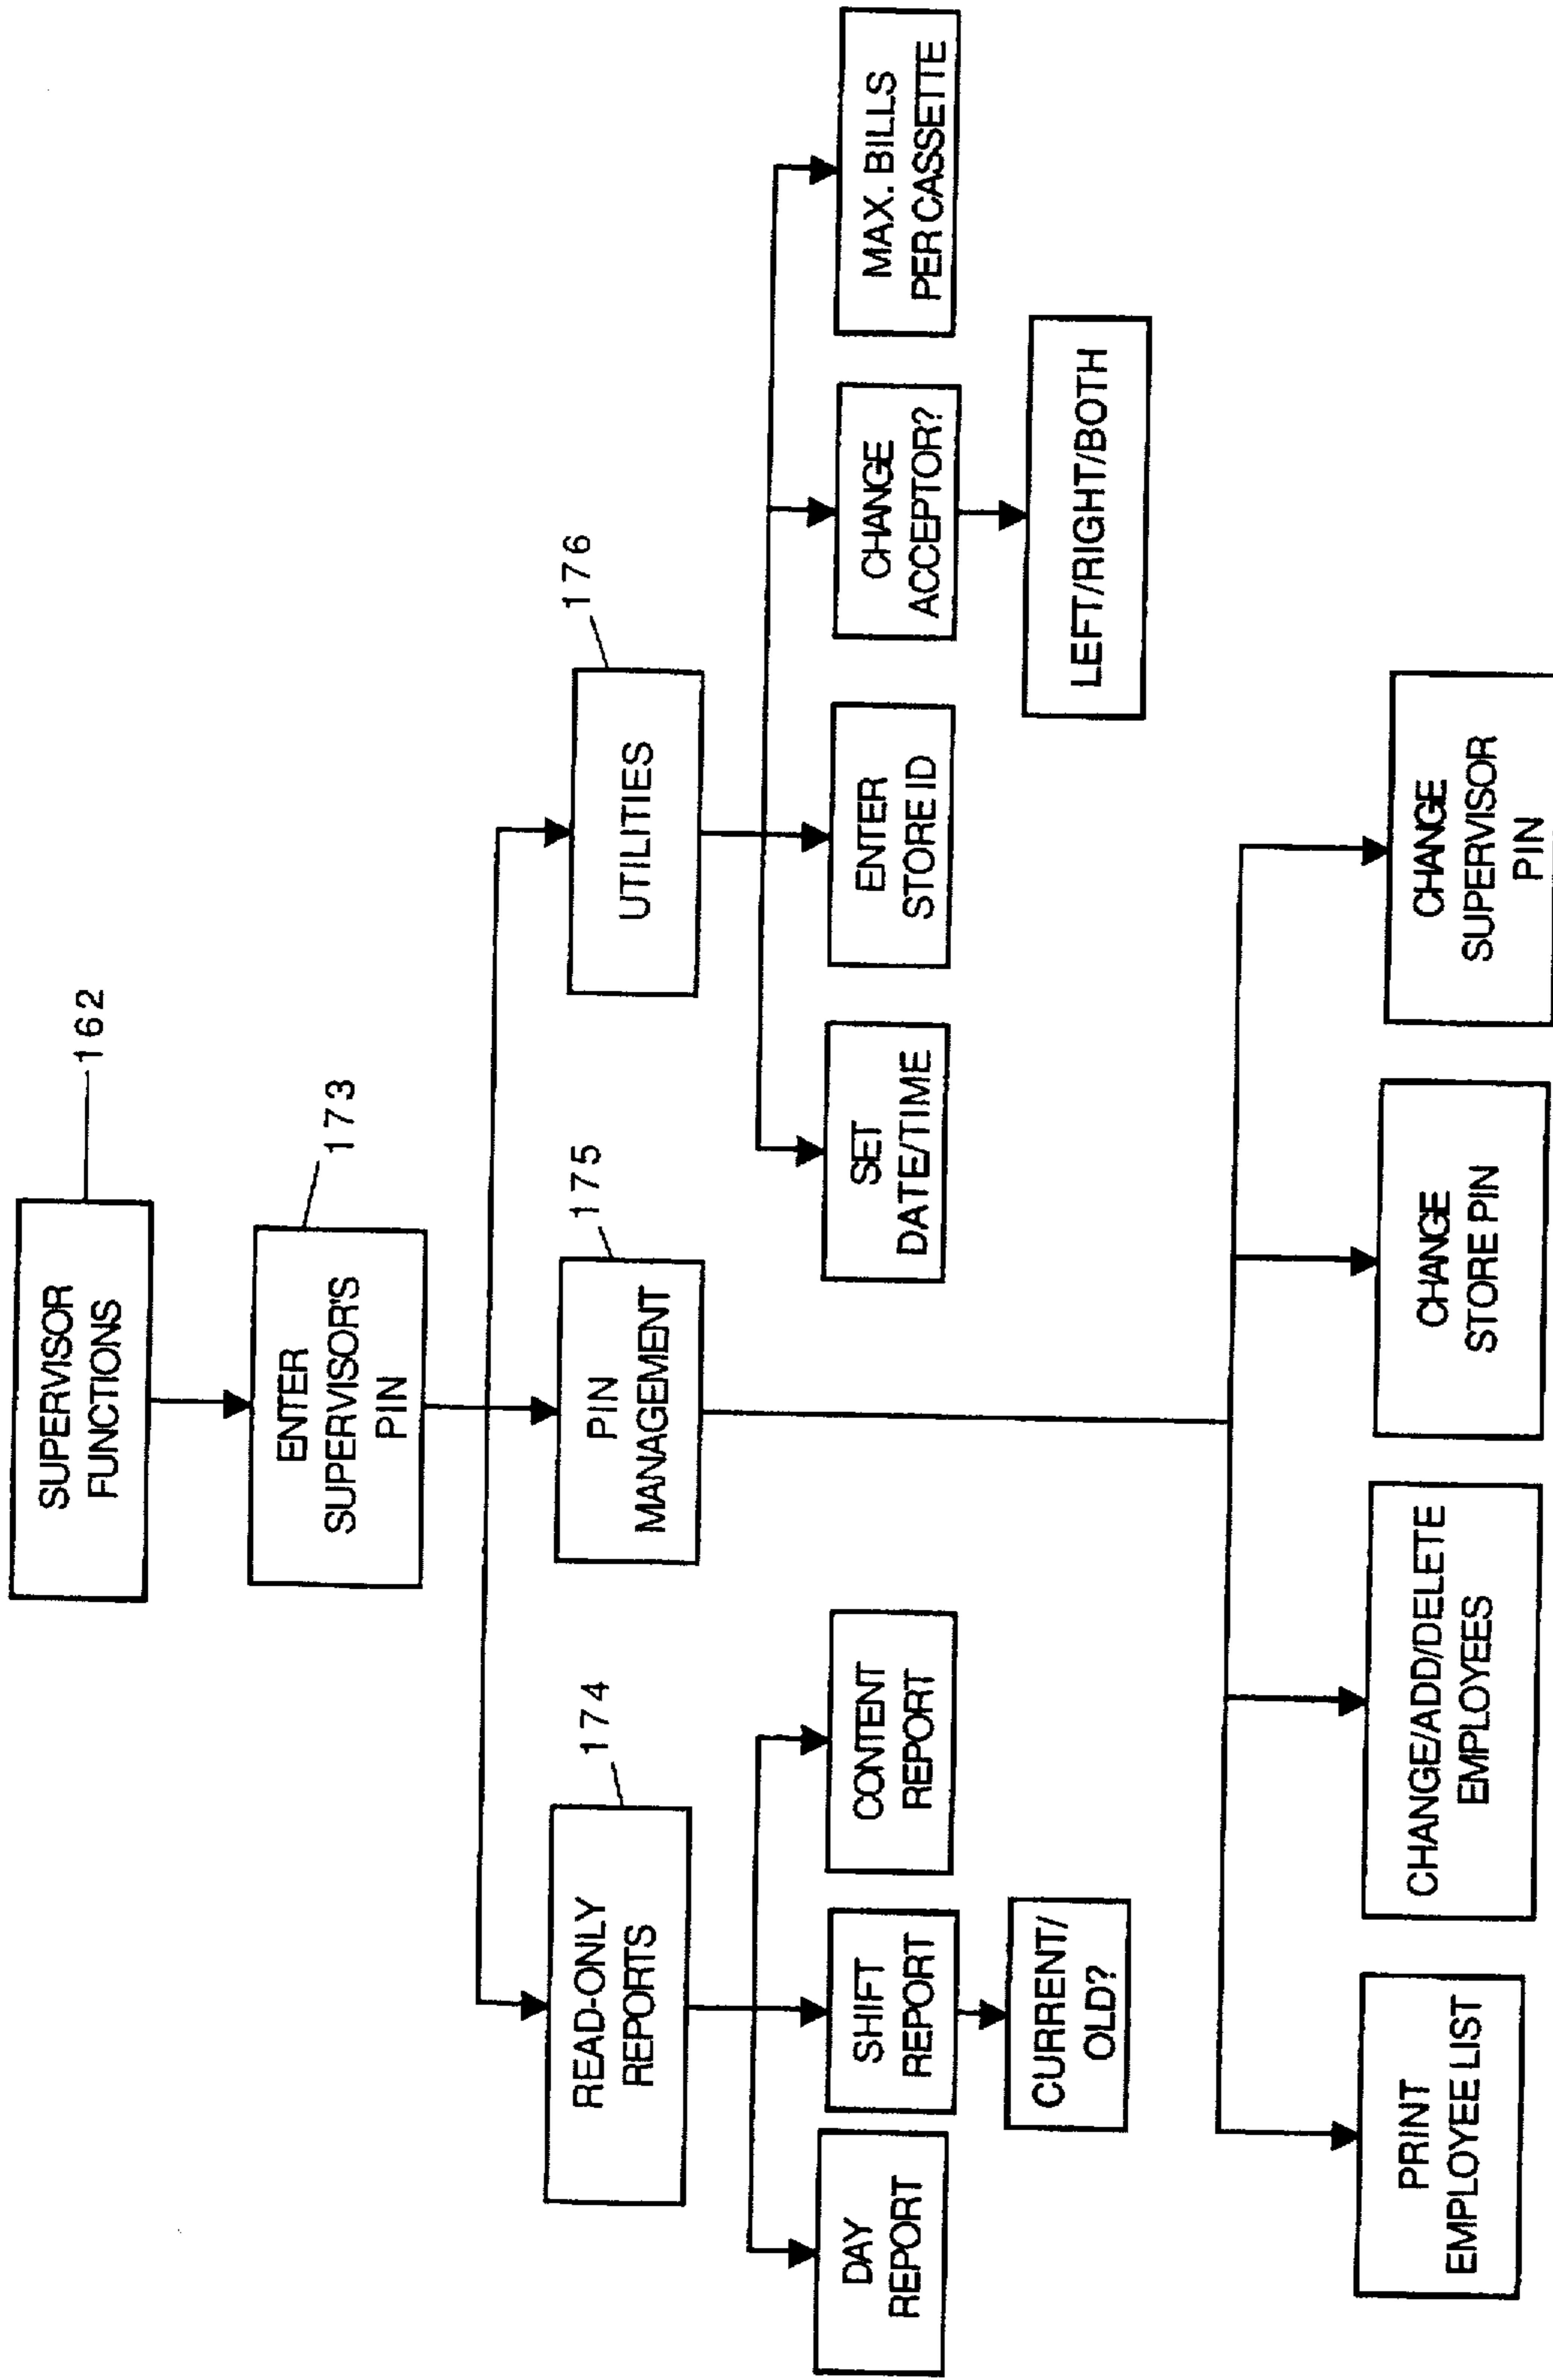 SUPERVISOR
FUNCTIONS
162
ENTER
SUPERVISOR'S
PIN
173
READ-ONLY
REPORTS
174
PIN
MANAGEMENT
175
UTILITIES
176
DAY
REPORT
SHIFT
REPORT
CONTENT
REPORT
SET
DATE/TIME
ENTER
STORE ID
CHANGE
ACCEPTOR?
MAX. BILLS
PER CASSETTE
CURRENT/
OLD?
LEFT/RIGHT/BOTH
PRINT
EMPLOYEE LIST
CHANGE/ADD/DELETE
EMPLOYEES
CHANGE
STORE PIN
CHANGE
SUPERVISOR
PIN